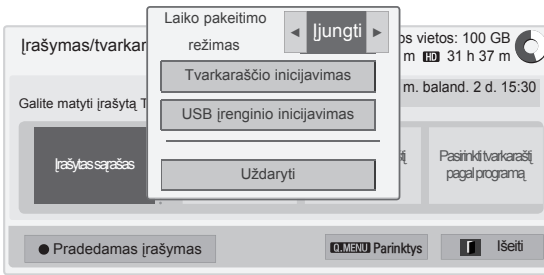 Laiko pakeitimo
režimas
◄ Įjungti ►
Tvarkaraščio inicijavimas
USB įrenginio inicijavimas
Uždaryti
Įrašymas/tvarkar
os vietos: 100 GB
m HD 31 h 37 m
m. baland. 2 d. 15:30
Galite matyti įrašytą T
Įrašytas sąrašas
Pasirinkti tvarkaraštį
pagal programą
● Pradedamas įrašymas
Q.MENU Parinktys
Išeiti